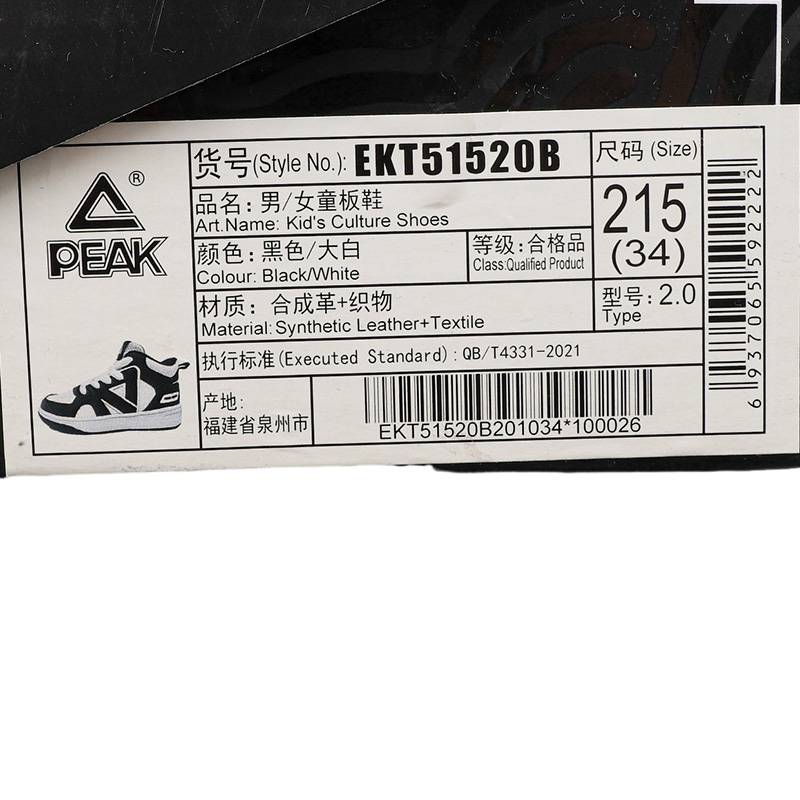 PEAK®
货号(Style No.): EKT51520B
尺码 (Size)
215
(34)
品名: 男/女童板鞋
Art.Name: Kid's Culture Shoes
颜色: 黑色/大白
Colour: Black/White
等级: 合格品
Class:Qualified Product
材质: 合成革+织物
Material: Synthetic Leather+Textile
型号: 2.0
Type
执行标准(Executed Standard): QB/T4331-2021
产地:
福建省泉州市
EKT51520B201034*100026
6937065592222